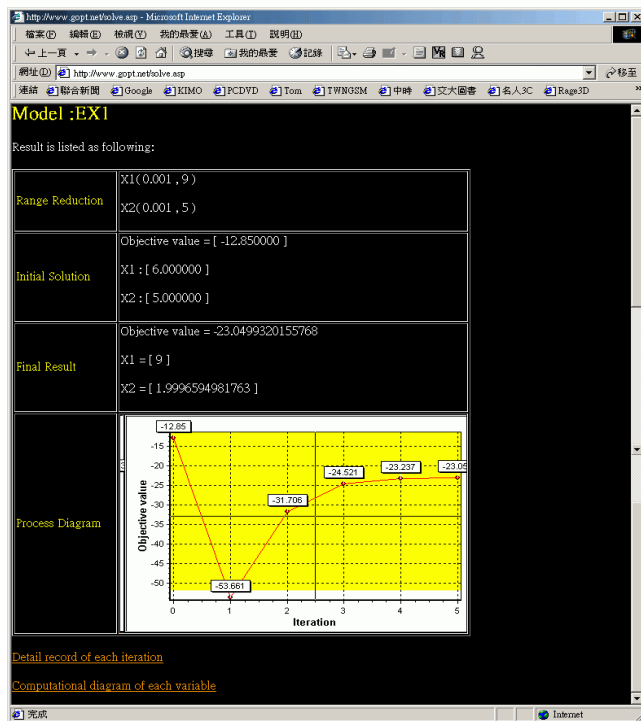 http://www.gopt.net/solve.asp - Microsoft Internet Explorer
檔案(F) 編輯(E) 檢視(V) 我的最愛(A) 工具(T) 說明(H)
上一頁 搜尋 我的最愛 記錄
網址(D) http://www.gopt.net/solve.asp 移至
連結 聯合新聞 Google KIMO PCDVD Tom TWNGSM 中時 交大圖書 名人3C Rage3D »
Model :EX1
Result is listed as following:
Range Reduction
X1( 0.001 , 9 )
X2( 0.001 , 5 )
Initial Solution
Objective value = [ -12.850000 ]
X1 : [ 6.000000 ]
X2 : [ 5.000000 ]
Final Result
Objective value = -23.0499320155768
X1 = [ 9 ]
X2 = [ 1.9996594981763 ]
Process Diagram
-12.85
-53.661
-31.706
-24.521
-23.237
-23.05
-15
-20
-25
-30
-35
-40
-45
-50
Objective value
0 1 2 3 4 5
Iteration
Detail record of each iteration
Computational diagram of each variable
完成 Internet